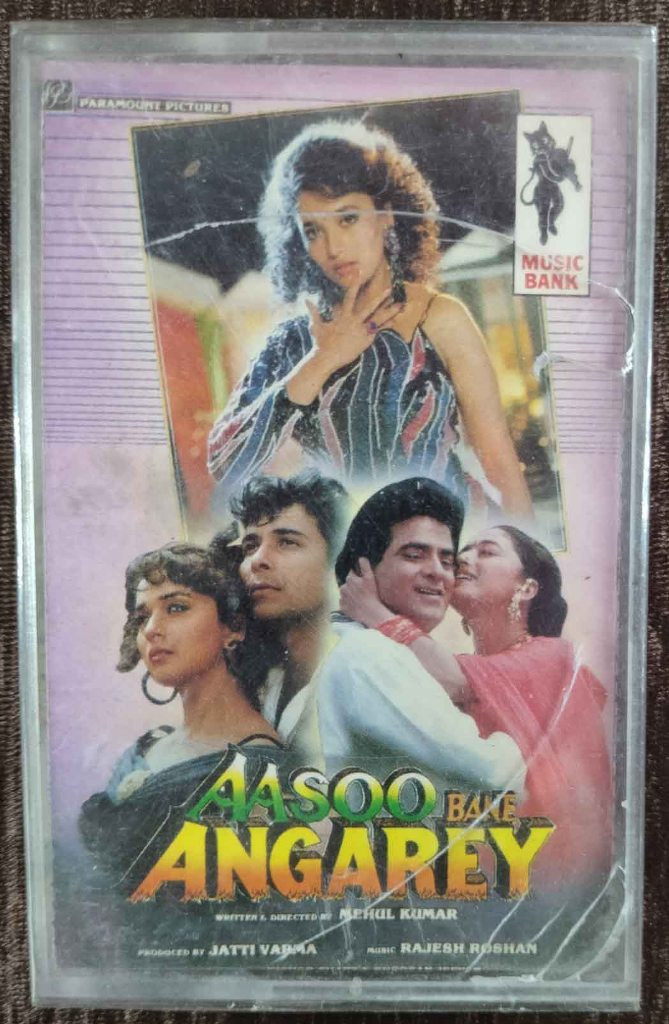 PARAMOUNT PICTURES
MUSIC
BANK
AASOO BANE
ANGAREY
WRITTEN & DIRECTED BY MEHUL KUMAR
PRODUCED BY JATTI VARMA MUSIC RAJESH ROSHAN